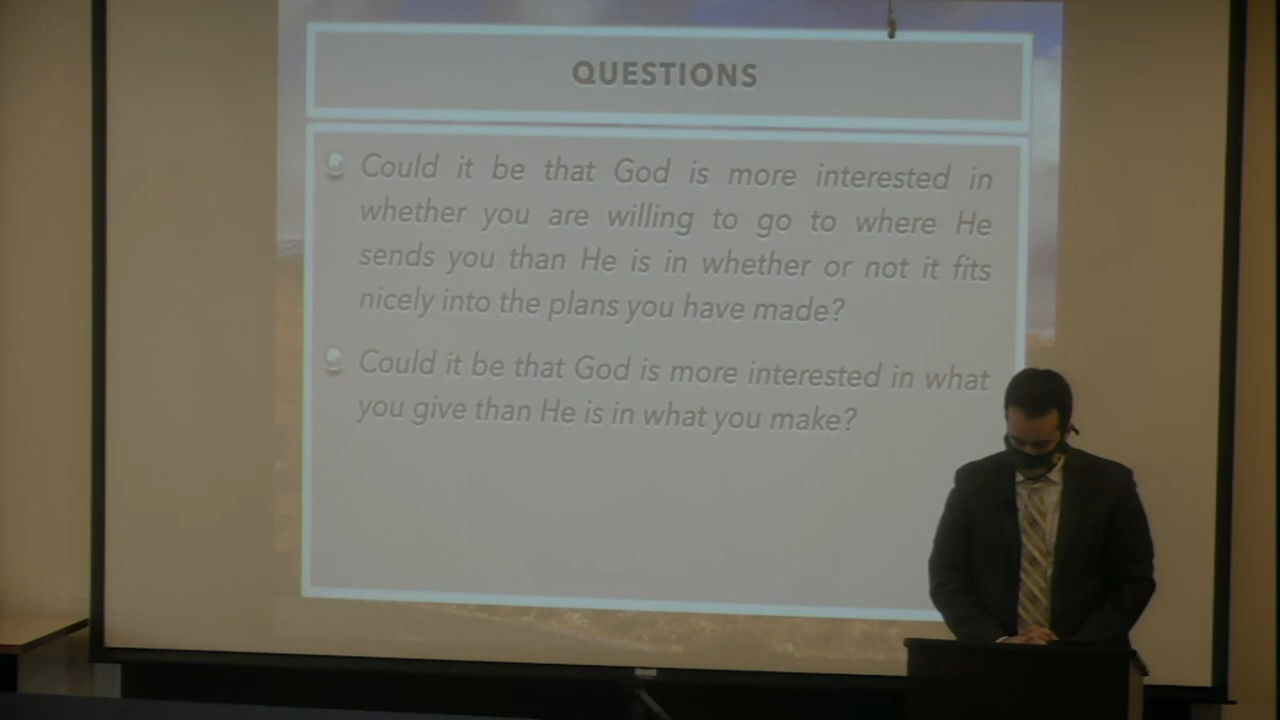 QUESTIONS
Could it be that God is more interested in
whether you are willing to go to where He
sends you than He is in whether or not it fits
nicely into the plans you have made?
Could it be that God is more interested in what
you give than He is in what you make?